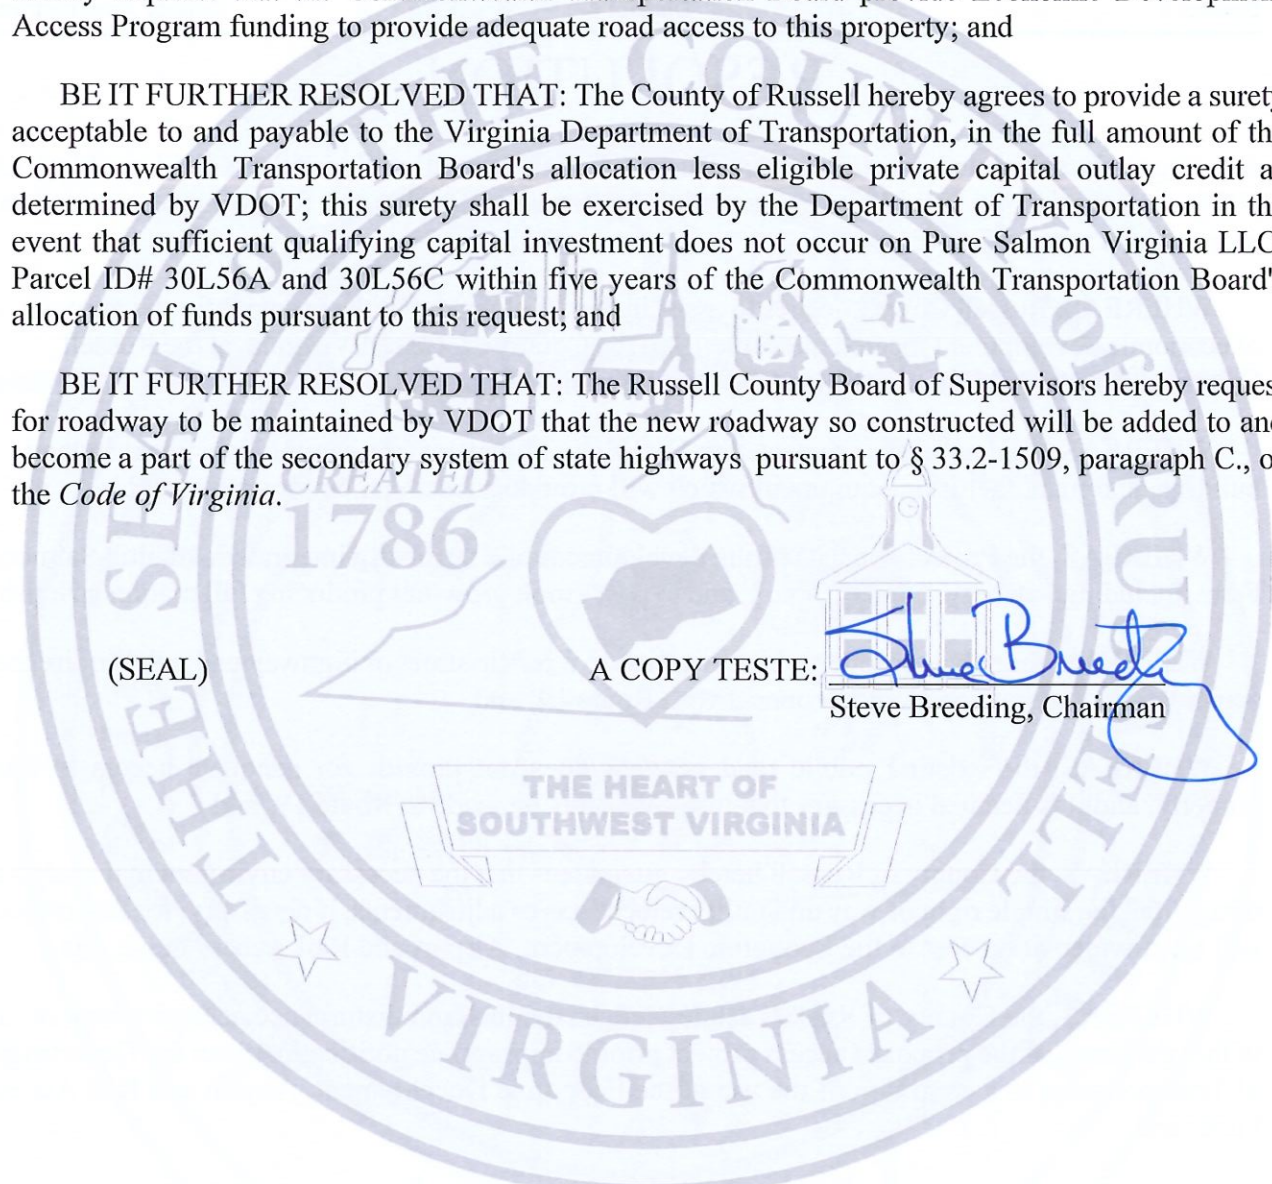 Access Program funding to provide adequate road access to this property; and
BE IT FURTHER RESOLVED THAT: The County of Russell hereby agrees to provide a surety
acceptable to and payable to the Virginia Department of Transportation, in the full amount of th
Commonwealth Transportation Board's allocation less eligible private capital outlay credit a
determined by VDOT; this surety shall be exercised by the Department of Transportation in th
event that sufficient qualifying capital investment does not occur on Pure Salmon Virginia LLC
Parcel ID# 30L56A and 30L56C within five years of the Commonwealth Transportation Board'
allocation of funds pursuant to this request; and
BE IT FURTHER RESOLVED THAT: The Russell County Board of Supervisors hereby reques
for roadway to be maintained by VDOT that the new roadway so constructed will be added to and
become a part of the secondary system of state highways pursuant to § 33.2-1509, paragraph C., o
the Code of Virginia.
(SEAL) A COPY TESTE: Steve Breeding
Steve Breeding, Chairman
THE SEAL OF THE COUNTY of RUSSELL
CREATED
1786
THE HEART OF
SOUTHWEST VIRGINIA
VIRGINIA